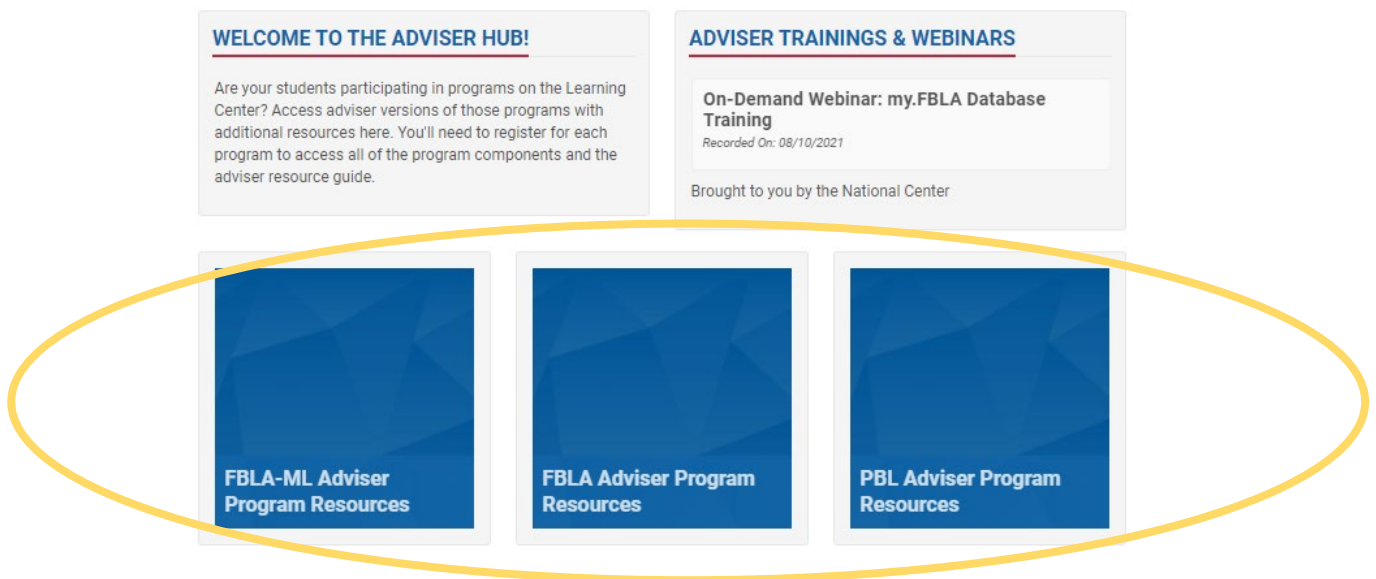 WELCOME TO THE ADVISER HUB!
Are your students participating in programs on the Learning
Center? Access adviser versions of those programs with
additional resources here. You'll need to register for each
program to access all of the program components and the
adviser resource guide.
ADVISER TRAININGS & WEBINARS
On-Demand Webinar: my.FBLA Database
Training
Recorded On: 08/10/2021
Brought to you by the National Center
FBLA-ML Adviser
Program Resources
FBLA Adviser Program
Resources
PBL Adviser Program
Resources